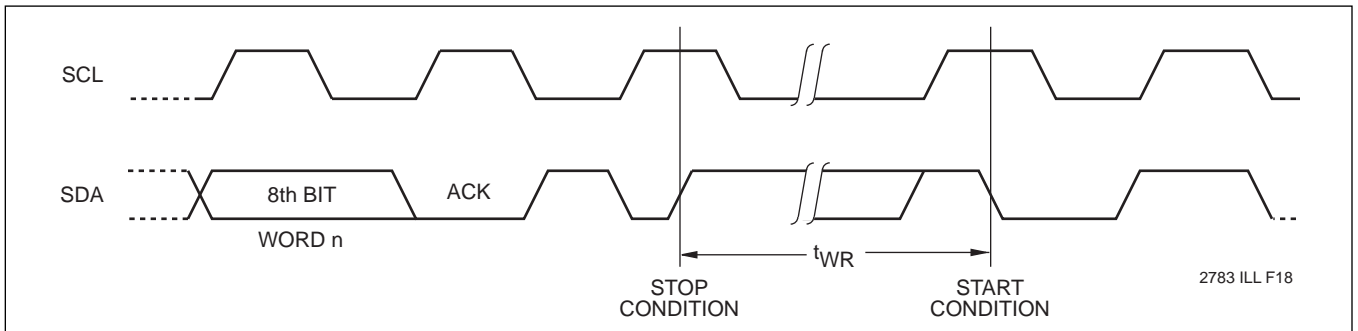 SCL
SDA
8th BIT
ACK
WORD n
tWR
STOP
CONDITION
START
CONDITION
2783 ILL F18